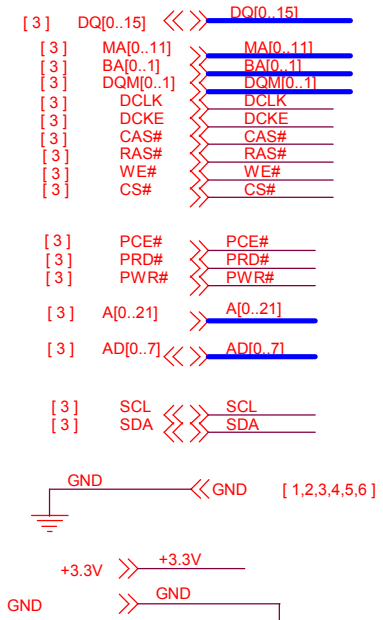 [ 3 ] DQ[0..15] DQ[0..15]
[ 3 ] MA[0..11] MA[0..11]
[ 3 ] BA[0..1] BA[0..1]
[ 3 ] DQM[0..1] DQM[0..1]
[ 3 ] DCLK DCLK
[ 3 ] DCKE DCKE
[ 3 ] CAS# CAS#
[ 3 ] RAS# RAS#
[ 3 ] WE# WE#
[ 3 ] CS# CS#
[ 3 ] PCE# PCE#
[ 3 ] PRD# PRD#
[ 3 ] PWR# PWR#
[ 3 ] A[0..21] A[0..21]
[ 3 ] AD[0..7] AD[0..7]
[ 3 ] SCL SCL
[ 3 ] SDA SDA
GND GND [ 1,2,3,4,5,6 ]
+3.3V +3.3V
GND GND